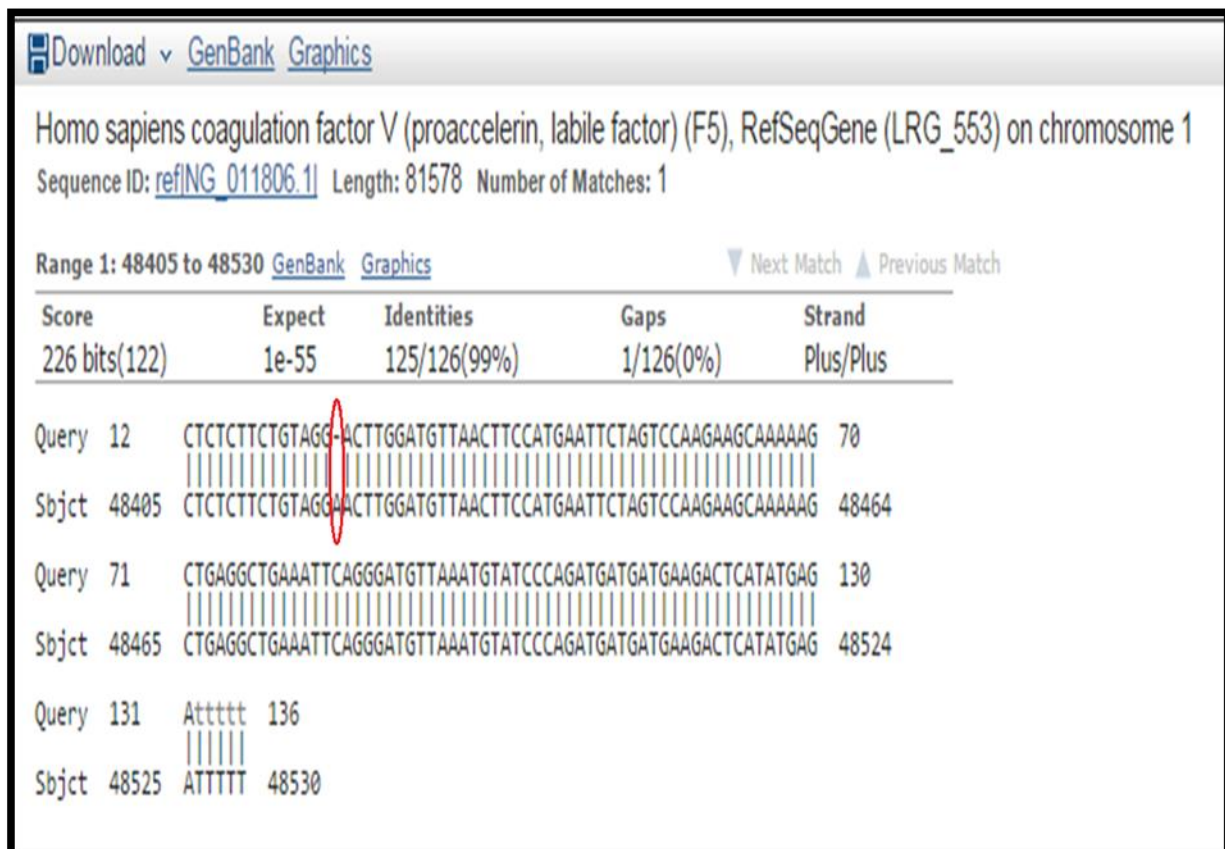 Download GenBank Graphics
Homo sapiens coagulation factor V (proaccelerin, labile factor) (F5), RefSeqGene (LRG_553) on chromosome 1
Sequence ID: ref|NG_011806.1| Length: 81578 Number of Matches: 1
Range 1: 48405 to 48530 GenBank Graphics Next Match Previous Match
Score Expect Identities Gaps Strand
226 bits(122) 1e-55 125/126(99%) 1/126(0%) Plus/Plus
Query 12 CTCTCTTCTGTAGG-ACTTGGATGTTAACTTCCATGAATTCTAGTCCAAGAAGCAAAAAG 70
Sbjct 48405 CTCTCTTCTGTAGGAACTTGGATGTTAACTTCCATGAATTCTAGTCCAAGAAGCAAAAAG 48464
Query 71 CTGAGGCTGAAATTCAGGGATGTTAAATGTATCCCAGATGATGATGAAGACTCATATGAG 130
Sbjct 48465 CTGAGGCTGAAATTCAGGGATGTTAAATGTATCCCAGATGATGATGAAGACTCATATGAG 48524
Query 131 Attttt 136
Sbjct 48525 ATTTTT 48530